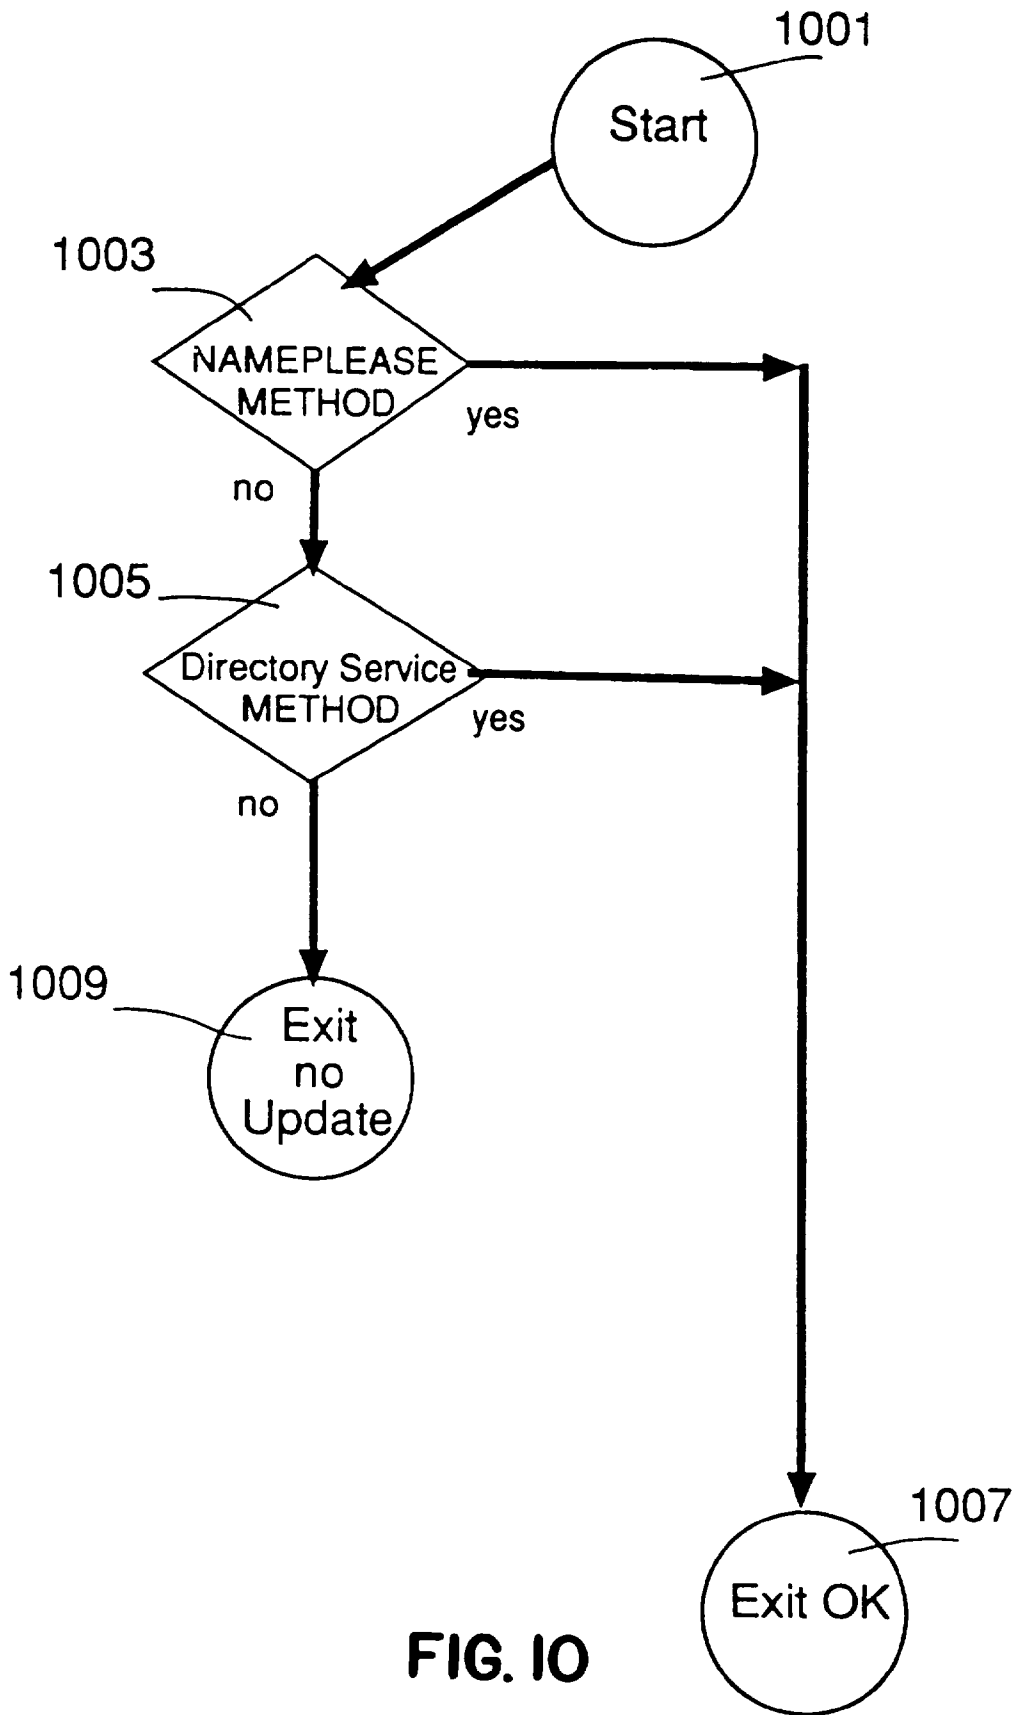 1001
Start
1003
NAMEPLEASE
METHOD
yes
no
1005
Directory Service
METHOD
yes
no
1009
Exit
no
Update
1007
Exit OK
FIG. 10